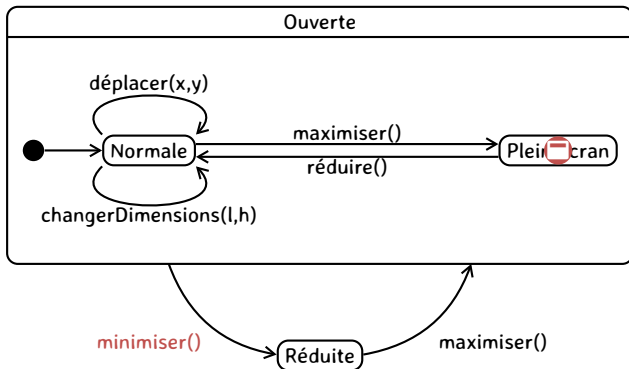 Ouverte
déplacer(x,y)
Normale
maximiser()
réduire()
changerDimensions(l,h)
minimiser()
Réduite
maximiser()